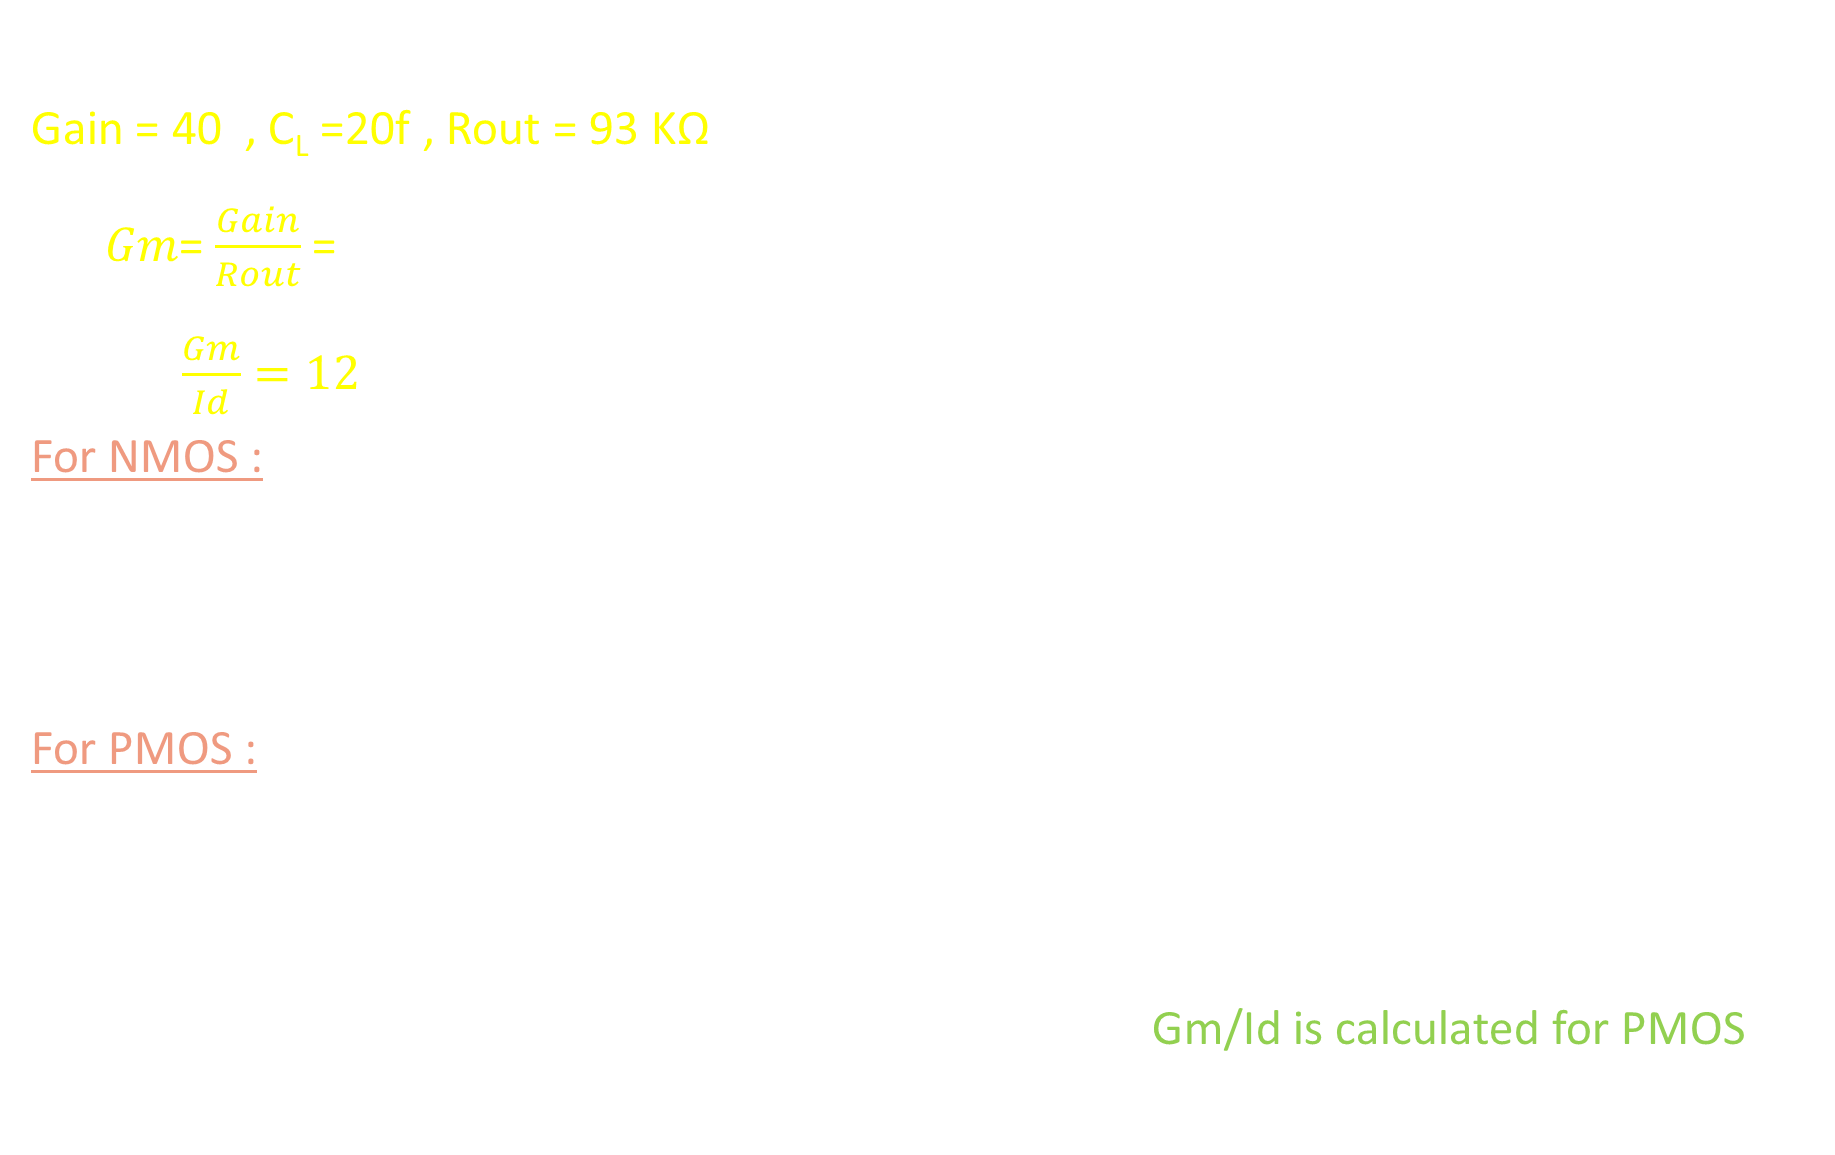 Gain = 40 , CL =20f , Rout = 93 KΩ
Gm= Gain/Rout =
Gm/Id = 12
For NMOS :
For PMOS :
Gm/Id is calculated for PMOS